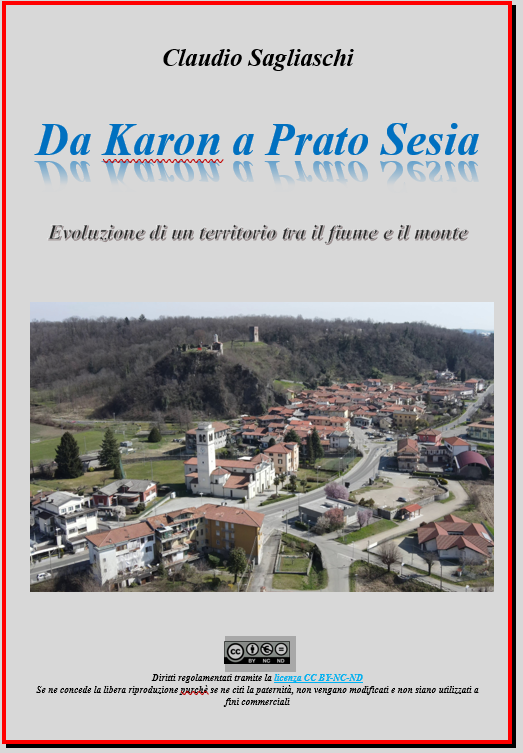 Claudio Sagliaschi
Da Karon a Prato Sesia
Evoluzione di un territorio tra il fiume e il monte
cc BY NC ND
Diritti regolamentati tramite la licenza CC BY-NC-ND
Se ne concede la libera riproduzione purchè se ne citi la paternità, non vengano modificati e non siano utilizzati a
fini commerciali